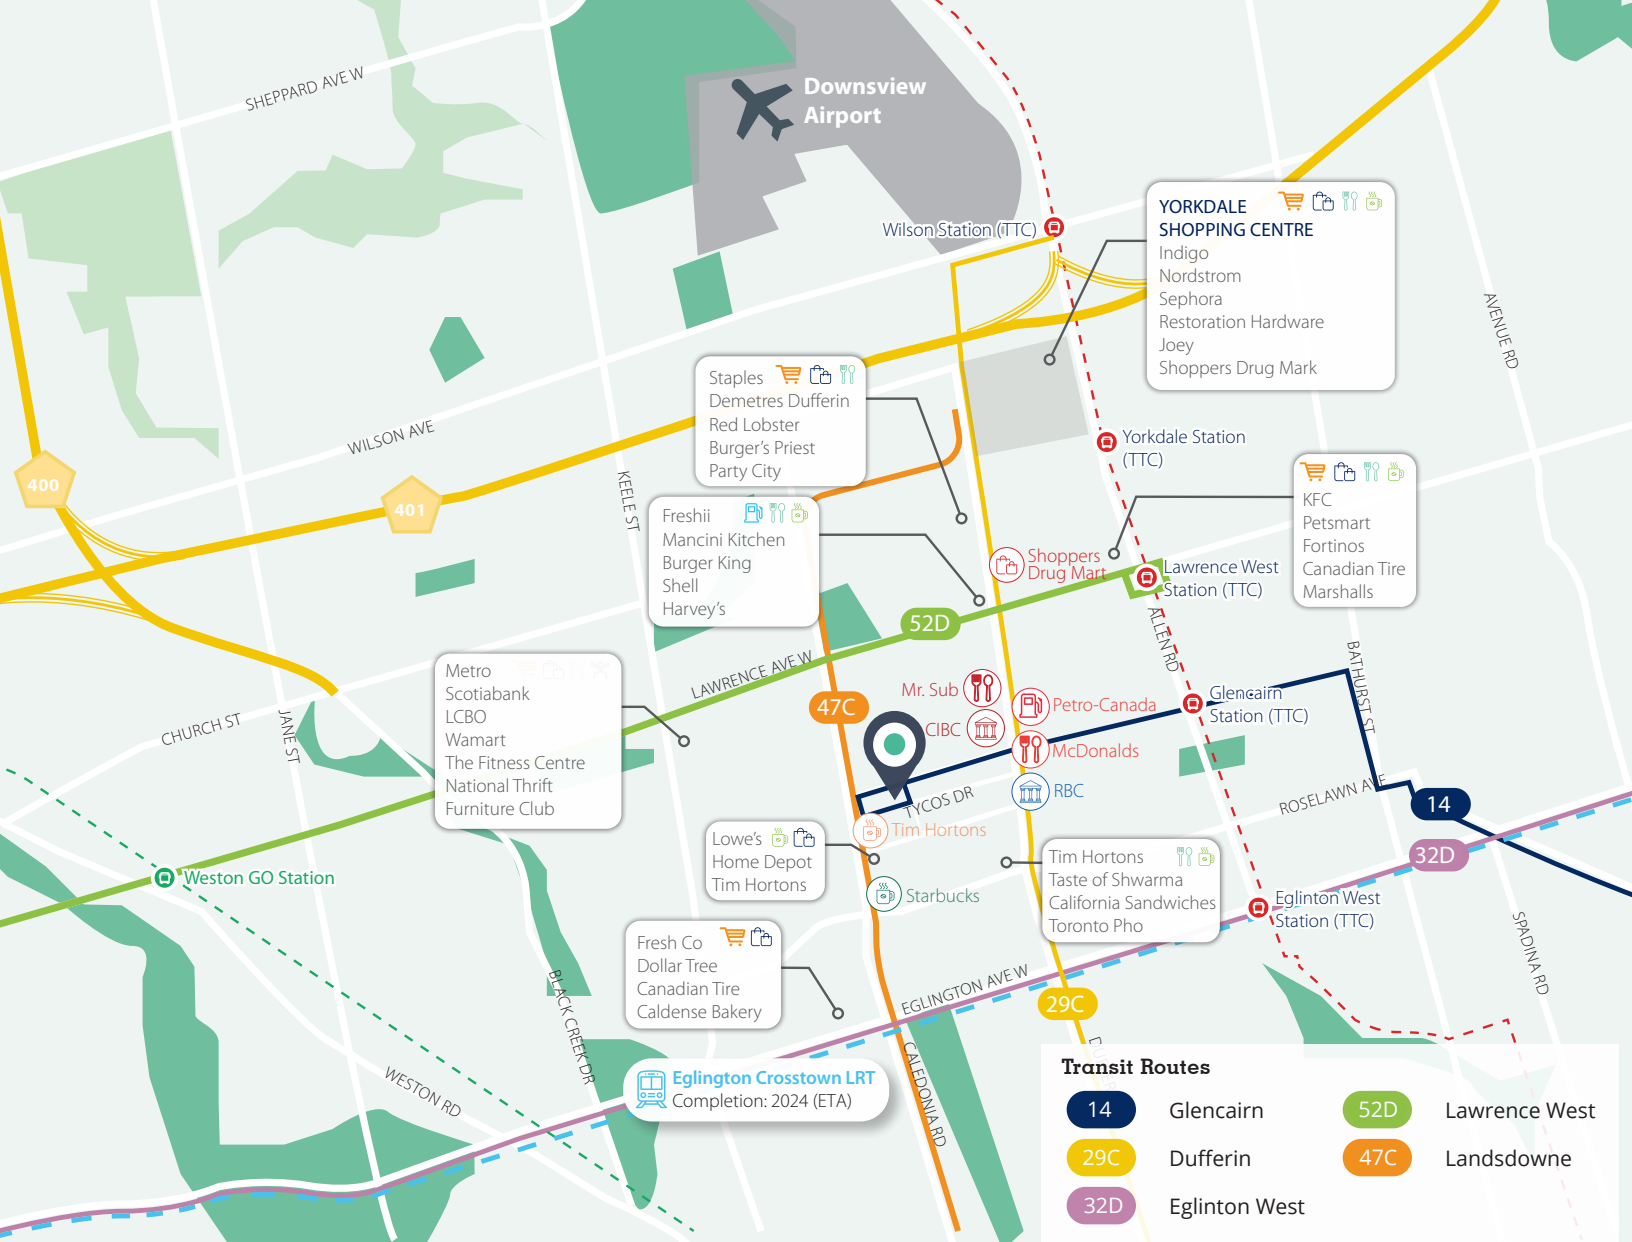 SHEPPARD AVE W
Downsview
Airport
Wilson Station (TTC)
YORKDALE
SHOPPING CENTRE
Indigo
Nordstrom
Sephora
Restoration Hardware
Joey
Shoppers Drug Mark
AVENUE RD
WILSON AVE
400
401
KEELE ST
Staples
Demetres Dufferin
Red Lobster
Burger's Priest
Party City
Yorkdale Station
(TTC)
KFC
Petsmart
Fortinos
Canadian Tire
Marshalls
Freshii
Mancini Kitchen
Burger King
Shell
Harvey's
Shoppers
Drug Mart
Lawrence West
Station (TTC)
52D
ALLEN RD
BATHURST ST
LAWRENCE AVE W
Metro
Scotiabank
LCBO
Wamart
The Fitness Centre
National Thrift
Furniture Club
CHURCH ST
JANE ST
47C
Mr. Sub
CIBC
Petro-Canada
McDonalds
RBC
Glencairn
Station (TTC)
TYCOS DR
ROSELAWN AVE
14
32D
Tim Hortons
Lowe's
Home Depot
Tim Hortons
Starbucks
Tim Hortons
Taste of Shwarma
California Sandwiches
Toronto Pho
Weston GO Station
Eglinton West
Station (TTC)
SPADINA RD
Fresh Co
Dollar Tree
Canadian Tire
Caldense Bakery
EGLINGTON AVE W
29C
BLACK CREEK DR
WESTON RD
CALEDONIA RD
Eglington Crosstown LRT
Completion: 2024 (ETA)
Transit Routes
14 Glencairn
52D Lawrence West
29C Dufferin
47C Landsdowne
32D Eglinton West